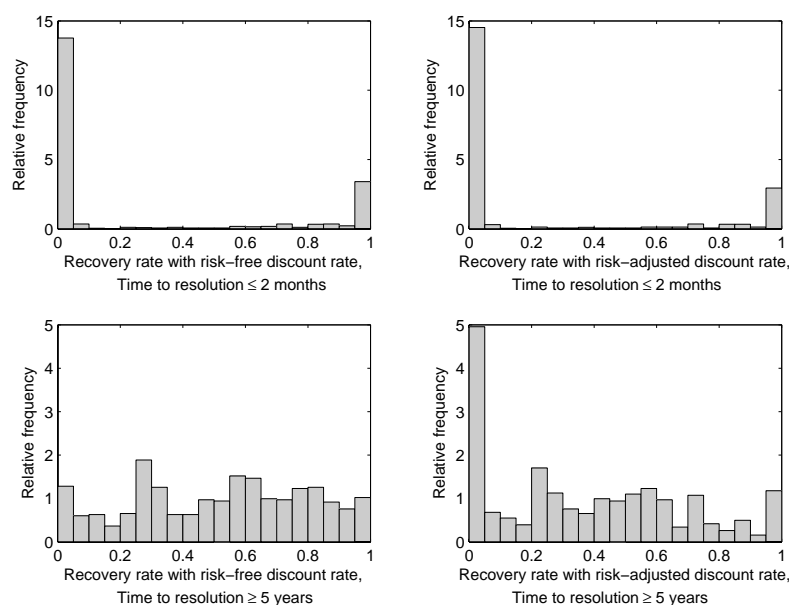 15
10
5
0
Relative frequency
0 0.2 0.4 0.6 0.8 1
Recovery rate with risk−free discount rate,
Time to resolution ≤ 2 months
15
10
5
0
Relative frequency
0 0.2 0.4 0.6 0.8 1
Recovery rate with risk−adjusted discount rate,
Time to resolution ≤ 2 months
5
4
3
2
1
0
Relative frequency
0 0.2 0.4 0.6 0.8 1
Recovery rate with risk−free discount rate,
Time to resolution ≥ 5 years
5
4
3
2
1
0
Relative frequency
0 0.2 0.4 0.6 0.8 1
Recovery rate with risk−adjusted discount rate,
Time to resolution ≥ 5 years